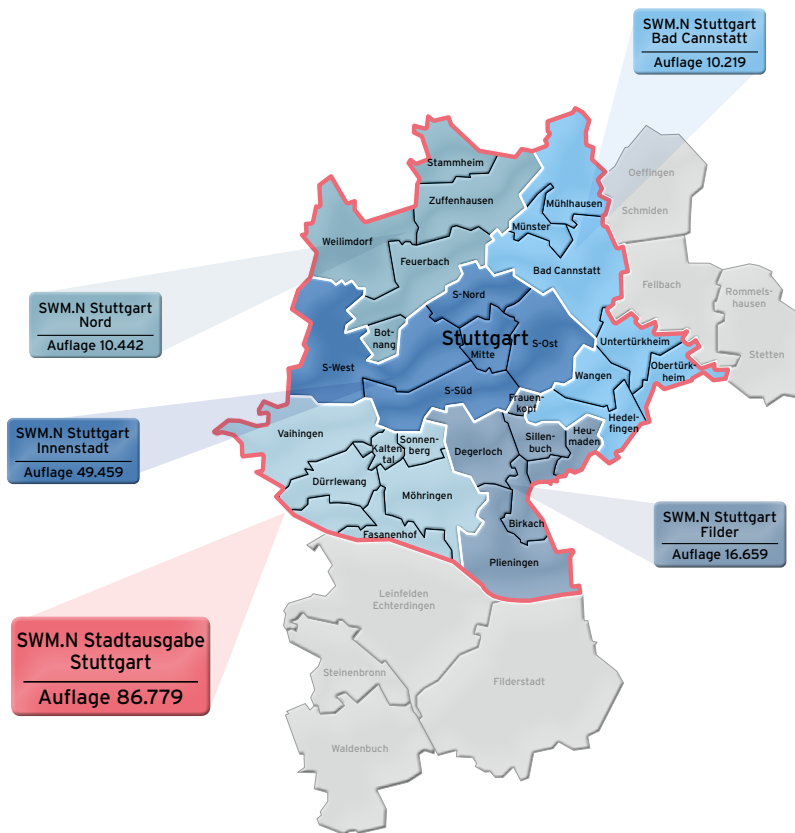 SWM.N Stuttgart
Bad Cannstatt
Auflage 10.219
Stammheim
Oeffingen
Zuffenhausen
Mühlhausen
Schmiden
Münster
Weilimdorf
Feuerbach
Bad Cannstatt
Fellbach
Rommels-
hausen
S-Nord
SWM.N Stuttgart
Nord
Auflage 10.442
Bot-
nang
Stuttgart
Mitte
S-Ost
Untertürkheim
Stetten
S-West
Wangen
Obertürk-
heim
S-Süd
Frauen-
kopf
Hedel-
fingen
SWM.N Stuttgart
Innenstadt
Auflage 49.459
Vaihingen
Kalten-
tal
Sonnen-
berg
Degerloch
Sillen-
buch
Heu-
maden
Dürrlewang
Möhringen
Birkach
Fasanenhof
Plieningen
SWM.N Stuttgart
Filder
Auflage 16.659
Leinfelden
Echterdingen
SWM.N Stadtausgabe
Stuttgart
Auflage 86.779
Steinenbronn
Filderstadt
Waldenbuch